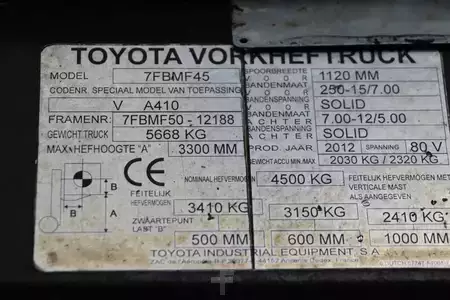 TOYOTA VORKHEFTRUCK
MODEL 7FBMF45 SPOORBREEDTE VOOR 1120 MM
CODENR. SPECIAAL MODEL VAN TOEPASSING BANDENMAAT VOOR 250-15/7.00
V A410 BANDENSPANNING VOOR SOLID
FRAMENR: 7FBMF50-12188 BANDENMAAT ACHTER 7.00-12/5.00
GEWICHT TRUCK 5668 KG BANDENSPANNING ACHTER SOLID
MAX HEFHOOGTE "A" 3300 MM PROD. JAAR 2012 SPANNING 80 V
GEWICHT ACCU MIN./MAX. 2030 KG / 2320 KG
CE NOMINAAL HEFVERMOGEN 4500 KG FEITELIJK HEFVERMOGEN MET VERTICALE MAST ALS AANGEGEVEN
B
B A
FEITELIJK HEFVERMOGEN 3410 KG 3150 KG 2410 KG
ZWAARTEPUNT LAST "B" 500 MM 600 MM 1000 MM
TOYOTA INDUSTRIAL EQUIPMENT, S.A